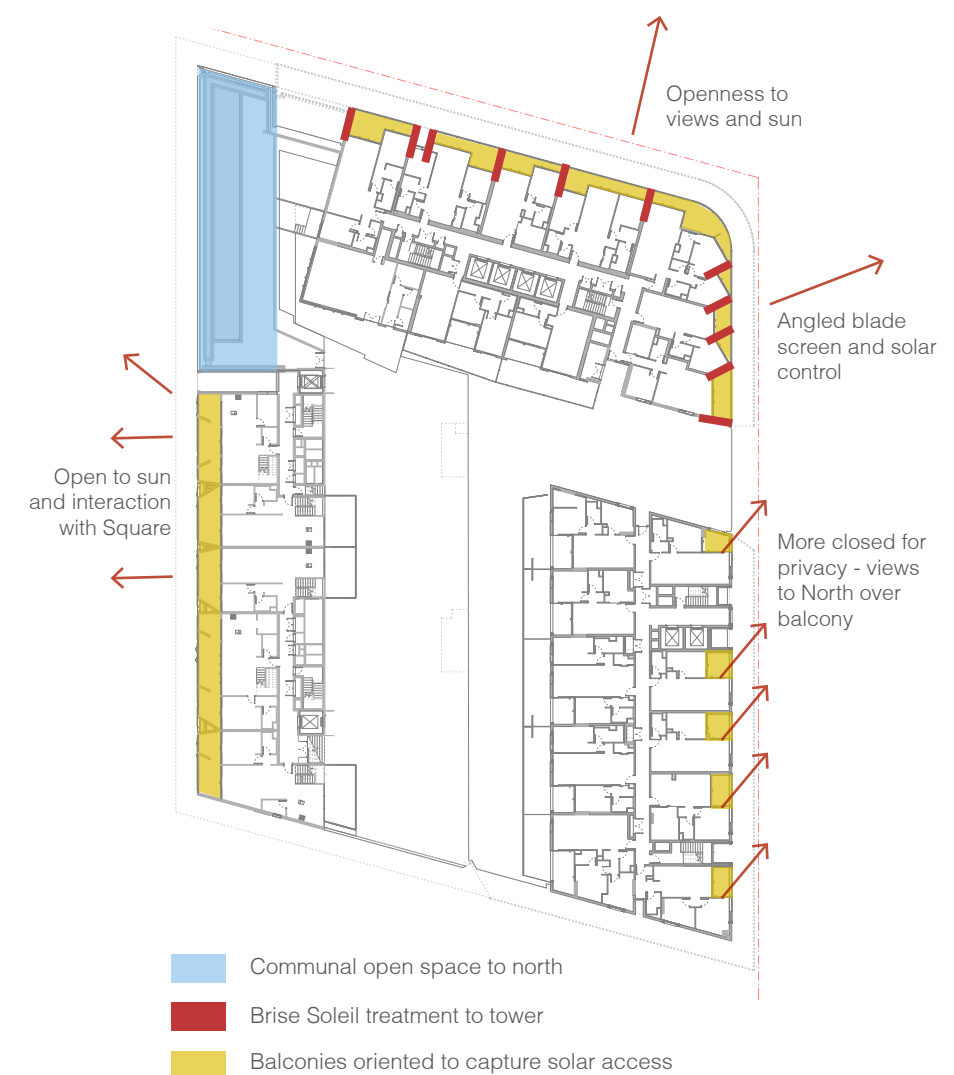 Openness to
views and sun
Angled blade
screen and solar
control
Open to sun
and interaction
with Square
More closed for
privacy - views
to North over
balcony
Communal open space to north
Brise Soleil treatment to tower
Balconies oriented to capture solar access